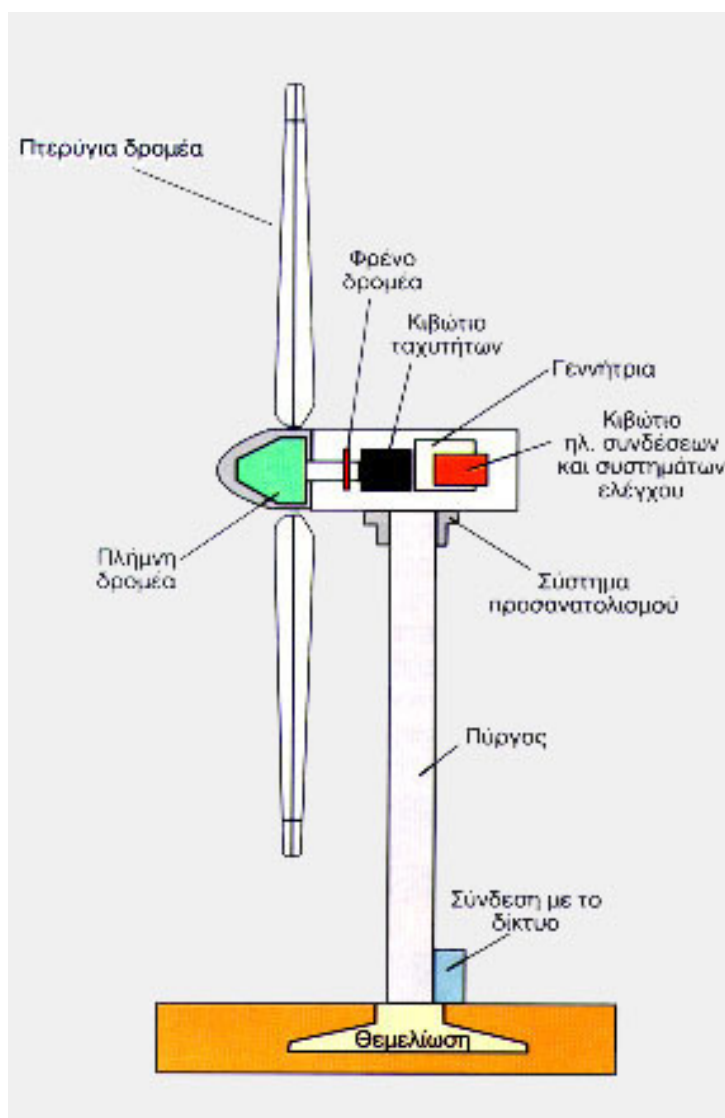 Πτερύγια δρομέα
Φρένο
δρομέα
Κιβώτιο
ταχυτήτων
Γεννήτρια
Κιβώτιο
ηλ. συνδέσεων
και συστημάτων
ελέγχου
Πλήμνη
δρομέα
Σύστημα
προσανατολισμού
Πύργος
Σύνδεση με το
δίκτυο
Θεμελίωση